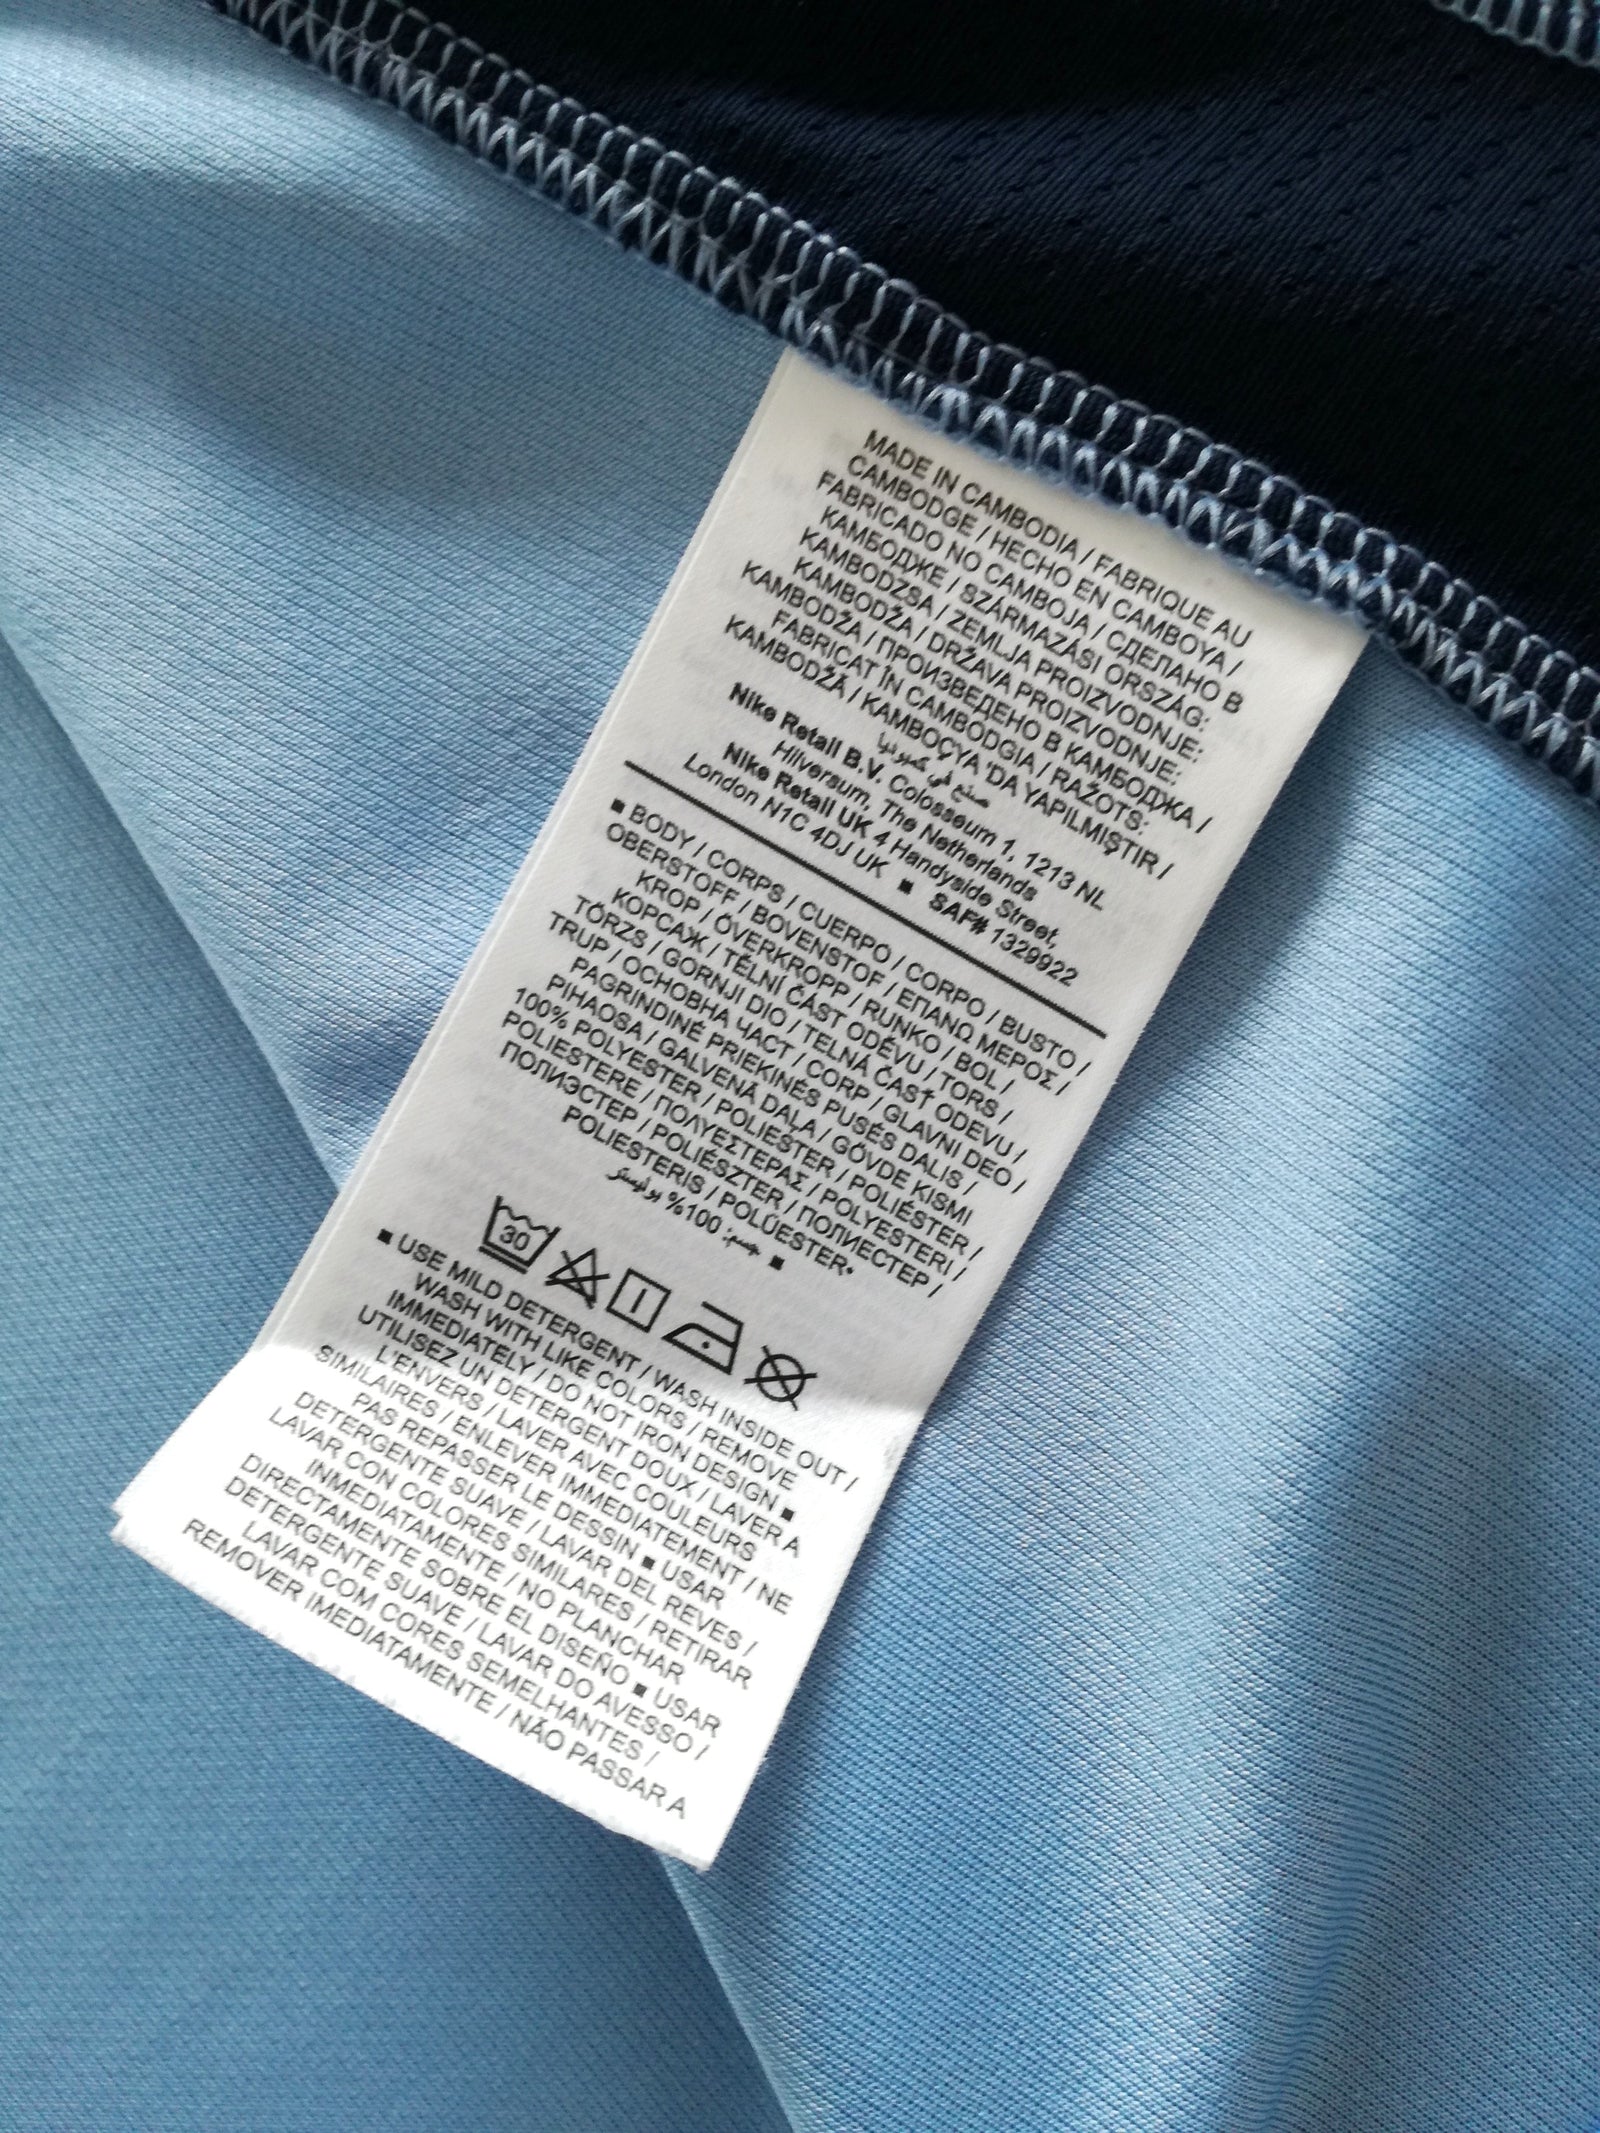 MADE IN CAMBODIA / FABRIQUE AU
CAMBODGE / HECHO EN CAMBOYA /
FABRICADO NO CAMBOJA / СДЕЛАНО В
КАМБОДЖЕ / SZÁRMAZÁSI ORSZÁG:
KAMBODZSA / ZEMLJA PROIZVODNJE:
KAMBODŽA / DRŽAVA PROIZVODNJE:
KAMBODŽA / ПРОИЗВЕДЕНО В КАМБОДЖА /
FABRICAT ÎN CAMBODGIA / RAŽOTS:
KAMBODŽĀ / KAMBOÇYA 'DA YAPILMIŞTIR /
صنع في كمبوديا
Nike Retail B.V. Colosseum 1, 1213 NL
Hilversum, The Netherlands
Nike Retail UK 4 Handyside Street,
London N1C 4DJ UK ■ SAF# 1329922
■ BODY / CORPS / CUERPO / CORPO / BUSTO /
OBERSTOFF / BOVENSTOF / ΕΠΑΝΩ ΜΕΡΟΣ /
KROP / ÖVERKROPP / RUNKO / BOL /
КОРСАЖ / TĚLNÍ ČÁST ODĚVU / TORS /
TÖRZS / GORNJI DIO / TELNÁ ČASŤ ODEVU /
TRUP / ОСНОВНА ЧАСТ / CORP / GLAVNI DEO /
PAGRINDINĖ PRIEKINĖS PUSĖS DALIS /
PIHAOSA / GALVENĀ DAĻA / GÖVDE KISMI
100% POLYESTER / POLIESTER / POLIÉSTER /
POLIESTERE / ΠΟΛΥΕΣΤΕΡΑΣ / POLYESTERI /
ПОЛИЭСТЕР / POLIÉSZTER / ПОЛИЕСТЕР /
POLIESTERIS / POLÜESTER*
جسم: 100% بوليستر ■
30
■ USE MILD DETERGENT / WASH INSIDE OUT /
WASH WITH LIKE COLORS / REMOVE
IMMEDIATELY / DO NOT IRON DESIGN ■
UTILISEZ UN DETERGENT DOUX / LAVER A
L'ENVERS / LAVER AVEC COULEURS
SIMILAIRES / ENLEVER IMMEDIATEMENT / NE
PAS REPASSER LE DESSIN ■ USAR
DETERGENTE SUAVE / LAVAR DEL REVES /
LAVAR CON COLORES SIMILARES / RETIRAR
INMEDIATAMENTE / NO PLANCHAR
DIRECTAMENTE SOBRE EL DISEÑO ■ USAR
DETERGENTE SUAVE / LAVAR DO AVESSO /
LAVAR COM CORES SEMELHANTES /
REMOVER IMEDIATAMENTE / NÃO PASSAR A